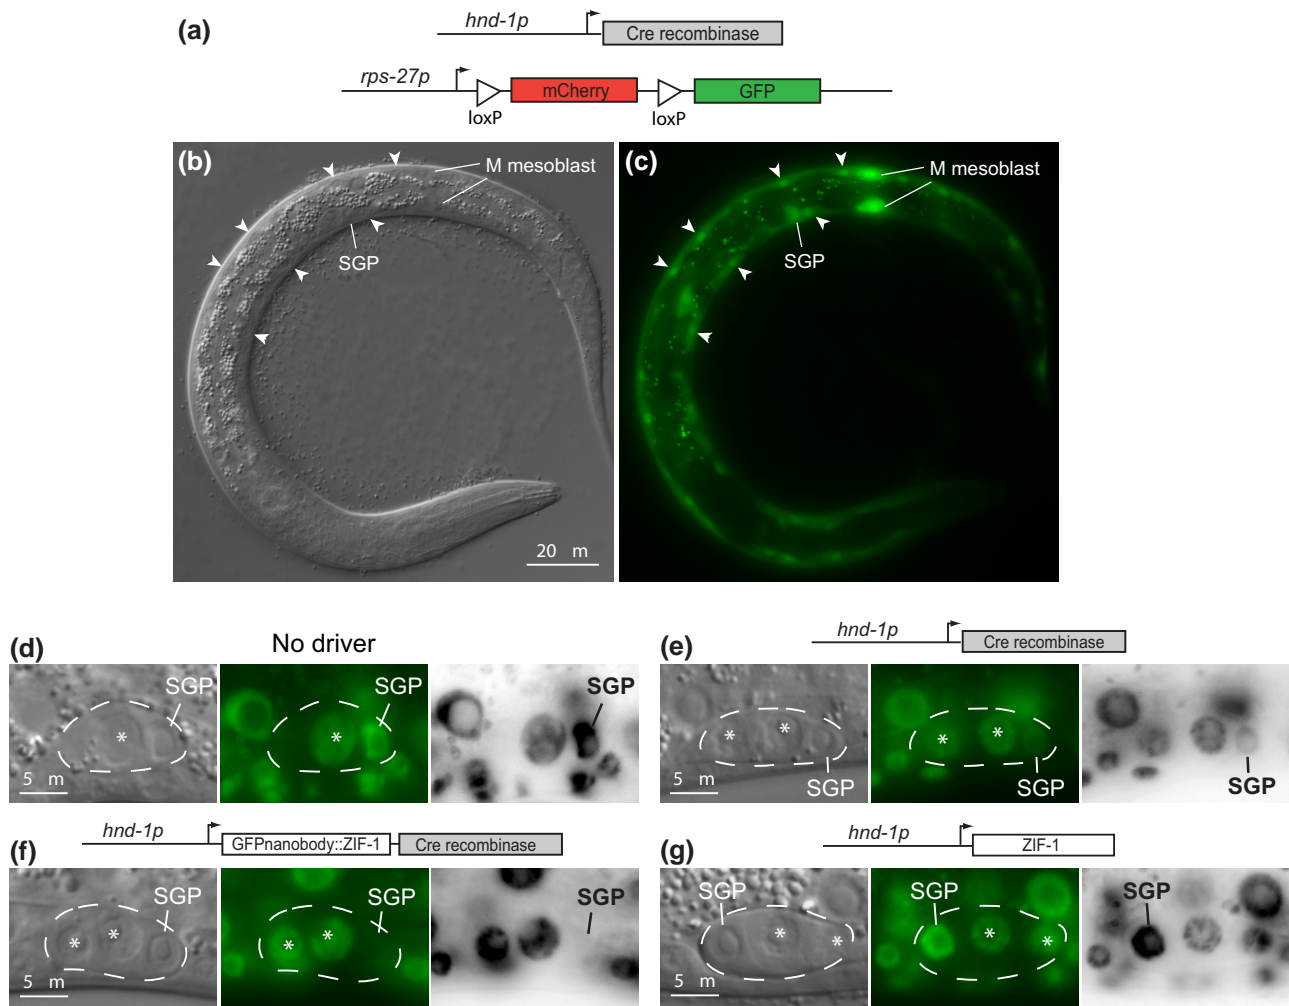 (a)
hnd-1p
Cre recombinase
rps-27p
mCherry
GFP
loxP
loxP
(b)
M mesoblast
SGP
20 m
(c)
M mesoblast
SGP
(d)
No driver
SGP
*
5 m
SGP
*
SGP
(e)
hnd-1p
Cre recombinase
* *
SGP
5 m
* *
SGP
SGP
(f)
hnd-1p
GFPnanobody::ZIF-1
Cre recombinase
SGP
* *
5 m
SGP
* *
SGP
(g)
hnd-1p
ZIF-1
SGP
* *
5 m
SGP
* *
SGP